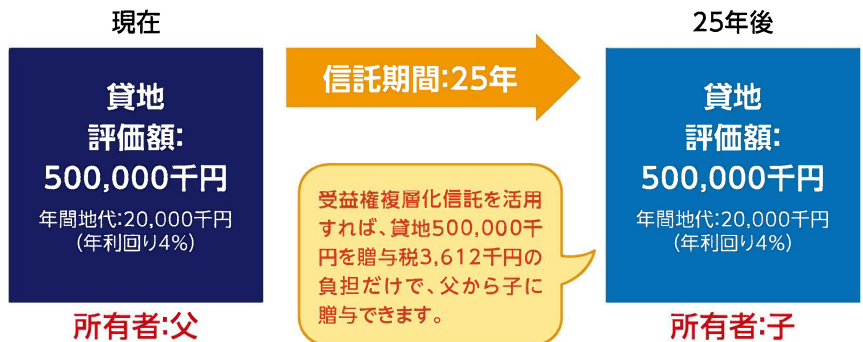 現在
貸地
評価額:
500,000千円
年間地代:20,000千円
(年利回り4%)
所有者:父
信託期間:25年
受益権複層化信託を活用
すれば、貸地500,000千
円を贈与税3,612千円の
負担だけで、父から子に
贈与できます。
25年後
貸地
評価額:
500,000千円
年間地代:20,000千円
(年利回り4%)
所有者:子